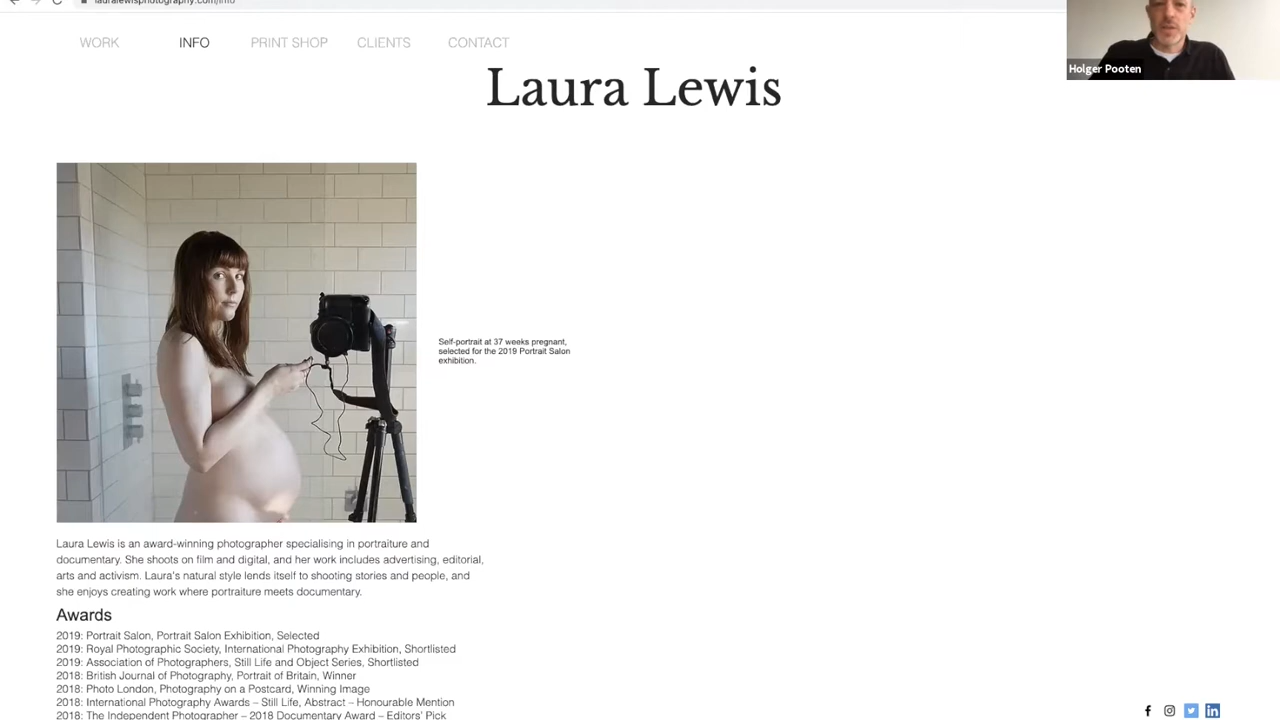 lauralewisphotography.com/info
WORK INFO PRINT SHOP CLIENTS CONTACT
Holger Pooten
Laura Lewis
Self-portrait at 37 weeks pregnant,
selected for the 2019 Portrait Salon
exhibition.
Laura Lewis is an award-winning photographer specialising in portraiture and
documentary. She shoots on film and digital, and her work includes advertising, editorial,
arts and activism. Laura's natural style lends itself to shooting stories and people, and
she enjoys creating work where portraiture meets documentary.
Awards
2019: Portrait Salon, Portrait Salon Exhibition, Selected
2019: Royal Photographic Society, International Photography Exhibition, Shortlisted
2019: Association of Photographers, Still Life and Object Series, Shortlisted
2018: British Journal of Photography, Portrait of Britain, Winner
2018: Photo London, Photography on a Postcard, Winning Image
2018: International Photography Awards – Still Life, Abstract – Honourable Mention
2018: The Independent Photographer – 2018 Documentary Award – Editors' Pick